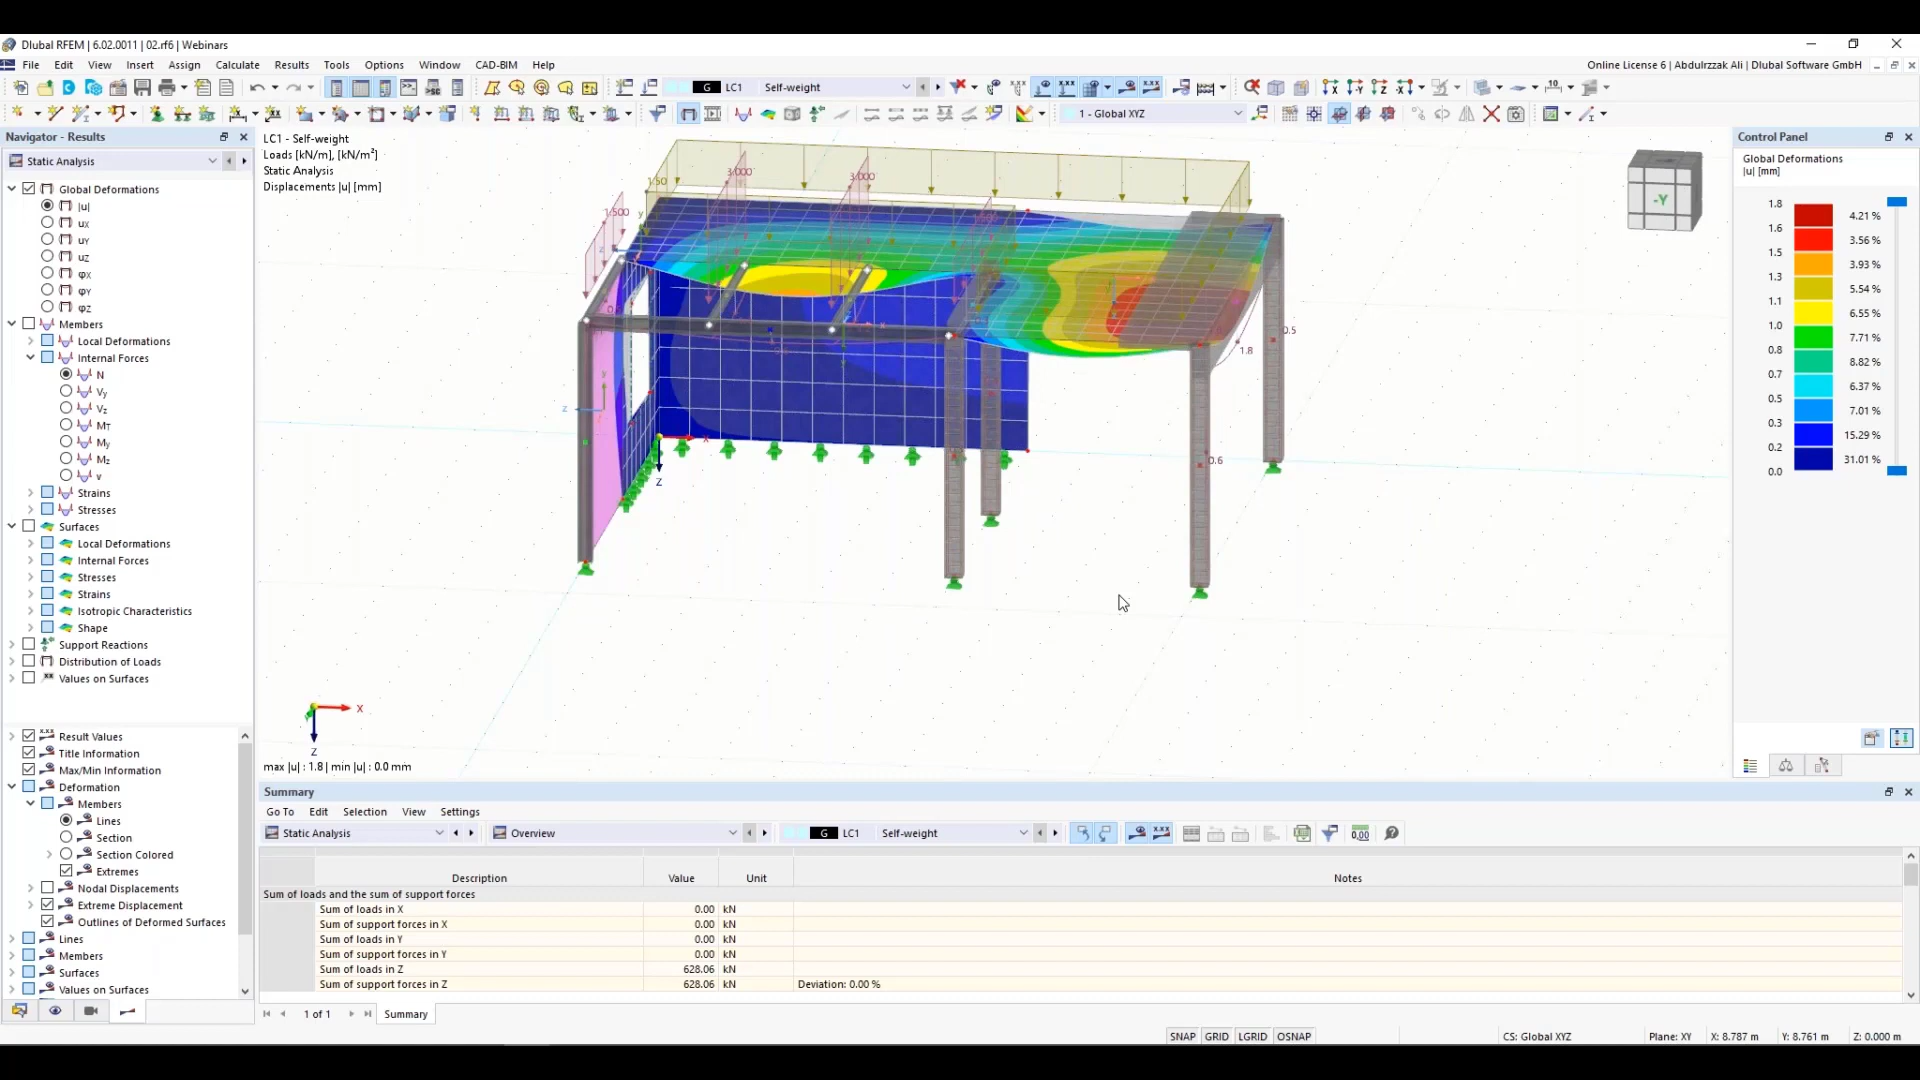 Dlubal RFEM | 6.02.0011 | 02.rf6 | Webinars
File Edit View Insert Assign Calculate Results Tools Options Window CAD-BIM Help
Online License 6 | Abdulrzzak Ali | Dlubal Software GmbH
G LC1 Self-weight
1 - Global XYZ
Navigator - Results
Static Analysis
Global Deformations
|u|
uX
uY
uZ
φX
φY
φZ
Members
Local Deformations
Internal Forces
N
Vy
Vz
MT
My
Mz
v
Strains
Stresses
Surfaces
Local Deformations
Internal Forces
Stresses
Strains
Isotropic Characteristics
Shape
Support Reactions
Distribution of Loads
Values on Surfaces
Result Values
Title Information
Max/Min Information
Deformation
Members
Lines
Section
Section Colored
Extremes
Nodal Displacements
Extreme Displacement
Outlines of Deformed Surfaces
Lines
Members
Surfaces
Values on Surfaces
LC1 - Self-weight
Loads [kN/m], [kN/m²]
Static Analysis
Displacements |u| [mm]
1.50
3.000
3.000
1.500
0.5
1.8
0.6
X
Z
-Y
X
Z
max |u| : 1.8 | min |u| : 0.0 mm
Control Panel
Global Deformations
|u| [mm]
1.8
4.21 %
1.6
3.56 %
1.5
3.93 %
1.3
5.54 %
1.1
6.55 %
1.0
7.71 %
0.8
8.82 %
0.7
6.37 %
0.5
7.01 %
0.3
15.29 %
0.2
31.01 %
0.0
Summary
Go To Edit Selection View Settings
Static Analysis Overview G LC1 Self-weight
Description Value Unit Notes
Sum of loads and the sum of support forces
Sum of loads in X 0.00 kN
Sum of support forces in X 0.00 kN
Sum of loads in Y 0.00 kN
Sum of support forces in Y 0.00 kN
Sum of loads in Z 628.06 kN
Sum of support forces in Z 628.06 kN Deviation: 0.00 %
1 of 1 Summary
SNAP GRID LGRID OSNAP CS: Global XYZ Plane: XY X: 8.787 m Y: 8.761 m Z: 0.000 m